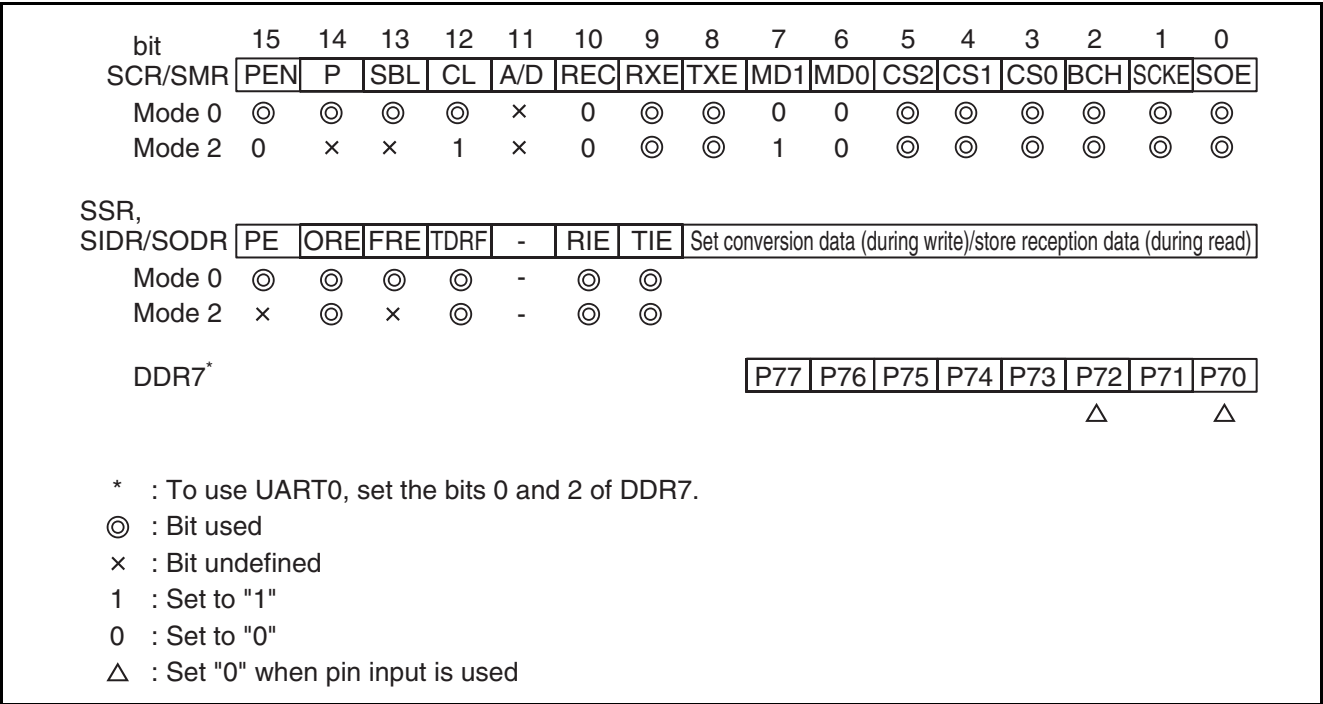 bit 15 14 13 12 11 10 9 8 7 6 5 4 3 2 1 0
SCR/SMR PEN P SBL CL A/D REC RXE TXE MD1 MD0 CS2 CS1 CS0 BCH SCKE SOE
Mode 0 ◎ ◎ ◎ ◎ × 0 ◎ ◎ 0 0 ◎ ◎ ◎ ◎ ◎ ◎
Mode 2 0 × × 1 × 0 ◎ ◎ 1 0 ◎ ◎ ◎ ◎ ◎ ◎
SSR,
SIDR/SODR PE ORE FRE TDRF - RIE TIE Set conversion data (during write)/store reception data (during read)
Mode 0 ◎ ◎ ◎ ◎ - ◎ ◎
Mode 2 × ◎ × ◎ - ◎ ◎
DDR7* P77 P76 P75 P74 P73 P72 P71 P70
△ △
* : To use UART0, set the bits 0 and 2 of DDR7.
◎ : Bit used
× : Bit undefined
1 : Set to "1"
0 : Set to "0"
△ : Set "0" when pin input is used